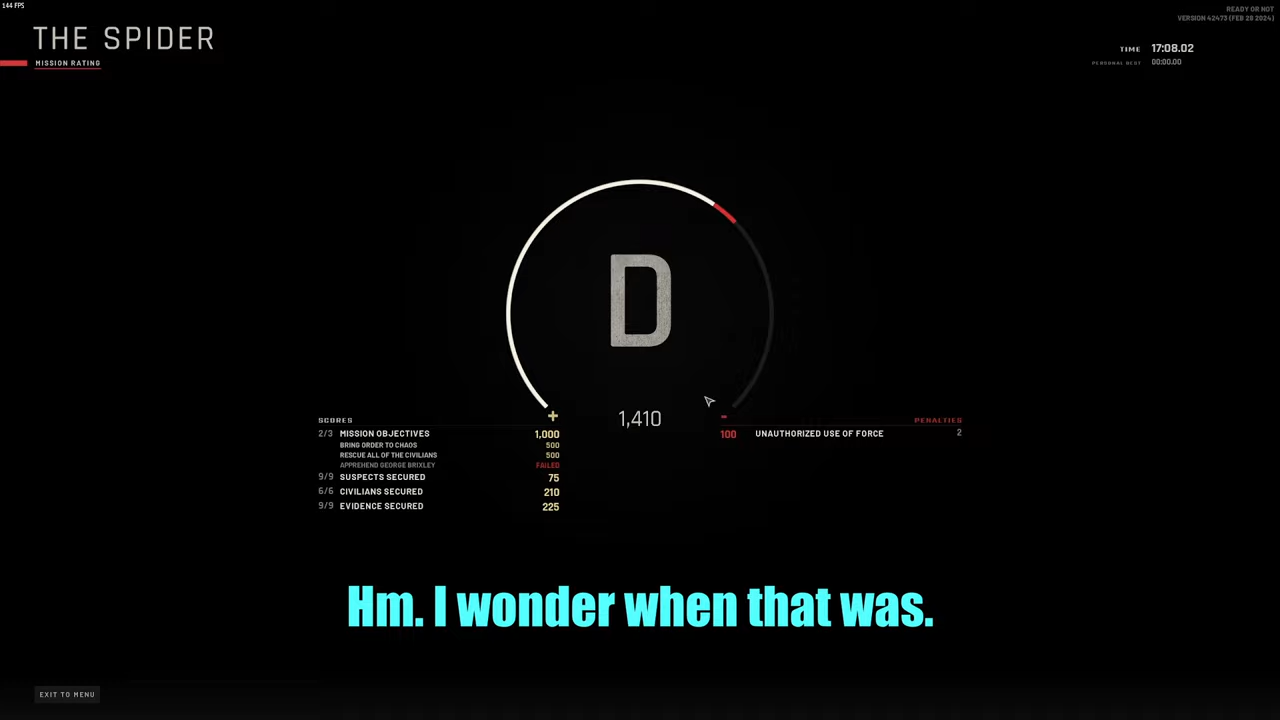 144 FPS
READY OR NOT
VERSION 42473 (FEB 28 2024)
THE SPIDER
MISSION RATING
TIME 17:08.02
PERSONAL BEST 00:00.00
D
1,410
SCORES
2/3 MISSION OBJECTIVES 1,000
BRING ORDER TO CHAOS 500
RESCUE ALL OF THE CIVILIANS 500
APPREHEND GEORGE BRIXLEY FAILED
9/9 SUSPECTS SECURED 75
6/6 CIVILIANS SECURED 210
9/9 EVIDENCE SECURED 225
PENALTIES
100 UNAUTHORIZED USE OF FORCE 2
Hm. I wonder when that was.
EXIT TO MENU